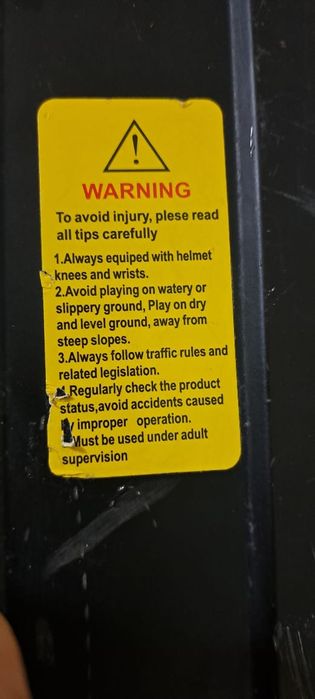 WARNING
To avoid injury, plese read
all tips carefully
1.Always equiped with helmet
knees and wrists.
2.Avoid playing on watery or
slippery ground, Play on dry
and level ground, away from
steep slopes.
3.Always follow traffic rules and
related legislation.
.Regularly check the product
status,avoid accidents caused
improper operation.
Must be used under adult
supervision